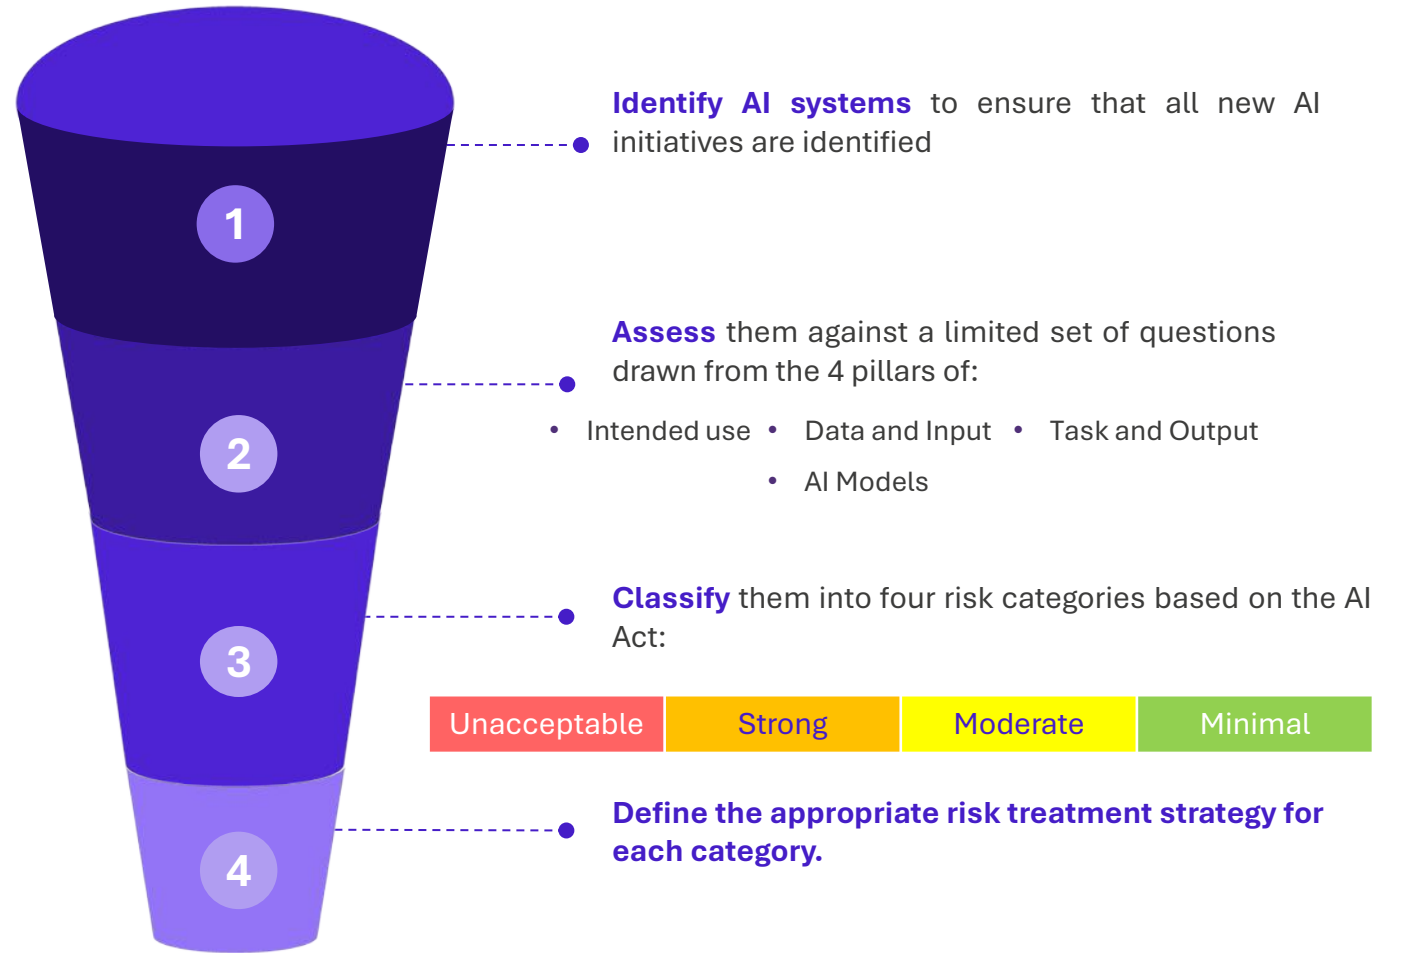 1
Identify AI systems to ensure that all new AI
initiatives are identified
2
Assess them against a limited set of questions
drawn from the 4 pillars of:
• Intended use • Data and Input • Task and Output
• AI Models
3
Classify them into four risk categories based on the AI
Act:
Unacceptable Strong Moderate Minimal
4
Define the appropriate risk treatment strategy for
each category.